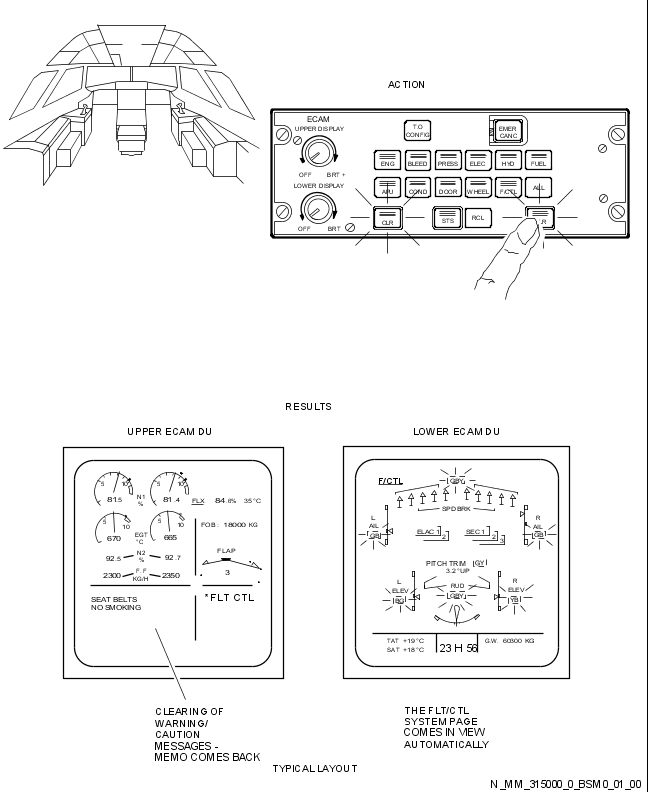 ACTION
ECAM
UPPER DISPLAY
OFF BRT +
LOWER DISPLAY
OFF BRT
T.O
CONFIG
EMER
CANC
ENG BLEED PRESS ELEC HYD FUEL
APU COND DOOR WHEEL F/CTL ALL
CLR STS RCL
RESULTS
UPPER ECAM DU
5 10 5 10
81.5 N1 % 81.4 FLX 84.6% 35°C
5 10 5 10
670 EGT °C 665
FOB: 18000 KG
92.5 N2 % 92.7
FLAP
2300 F.F KG/H 2350
3
SEAT BELTS
NO SMOKING
*FLT CTL
CLEARING OF
WARNING/
CAUTION
MESSAGES -
MEMO COMES BACK
LOWER ECAM DU
F/CTL
GBY
SPD BRK
L
AIL
GB
ELAC 1 2
SEC 1 2 3
R
AIL
GB
PITCH TRIM GY
3.2°UP
L
ELEV
BG
RUD
GBY
R
ELEV
YB
TAT +19°C
SAT +18°C
23 H 56
G.W. 60300 KG
THE FLT/CTL
SYSTEM PAGE
COMES IN VIEW
AUTOMATICALLY
TYPICAL LAYOUT
N_MM_315000_0_BSM0_01_00